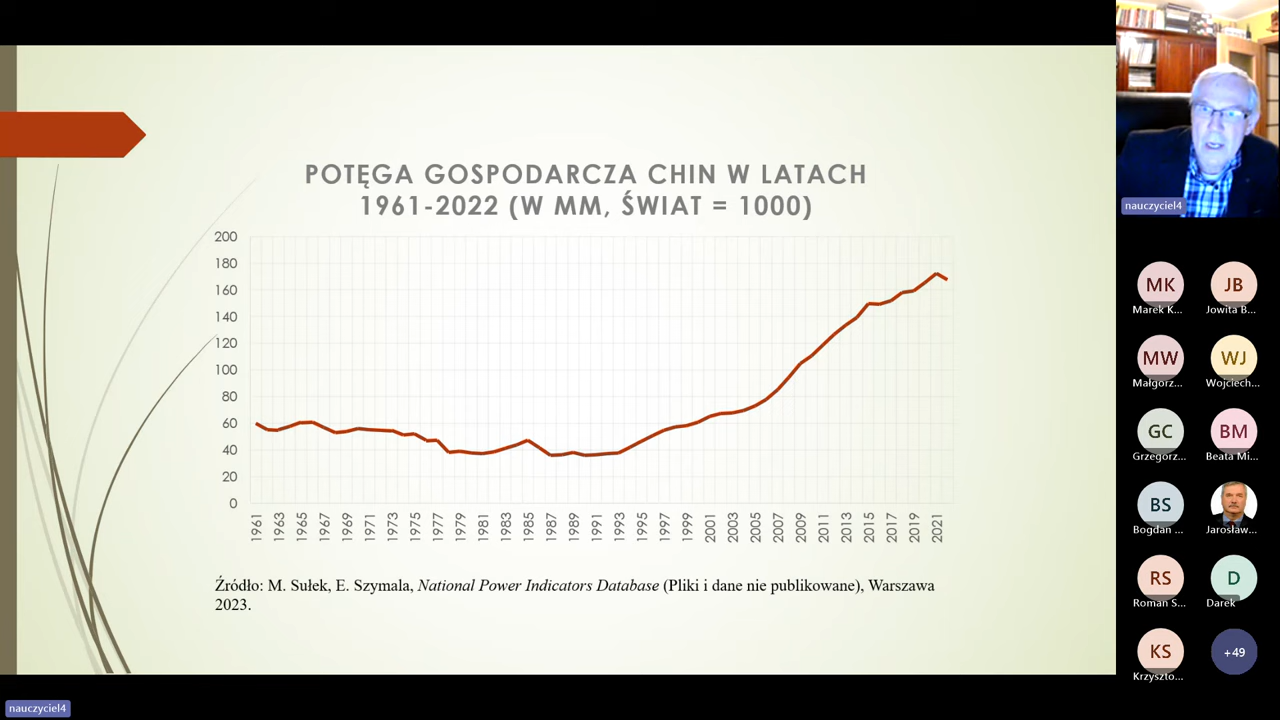 POTĘGA GOSPODARCZA CHIN W LATACH
1961-2022 (W MM, ŚWIAT = 1000)
200
180
160
140
120
100
80
60
40
20
0
1961
1963
1965
1967
1969
1971
1973
1975
1977
1979
1981
1983
1985
1987
1989
1991
1993
1995
1997
1999
2001
2003
2005
2007
2009
2011
2013
2015
2017
2019
2021
Źródło: M. Sułek, E. Szymala, National Power Indicators Database (Pliki i dane nie publikowane), Warszawa
2023.
nauczyciel4
MK
Marek K...
JB
Jowita B...
MW
Małgorz...
WJ
Wojciech...
GC
Grzegorz...
BM
Beata Mi...
BS
Bogdan ...
Jarosław...
RS
Roman S...
D
Darek
KS
Krzyszto...
+49
nauczyciel4